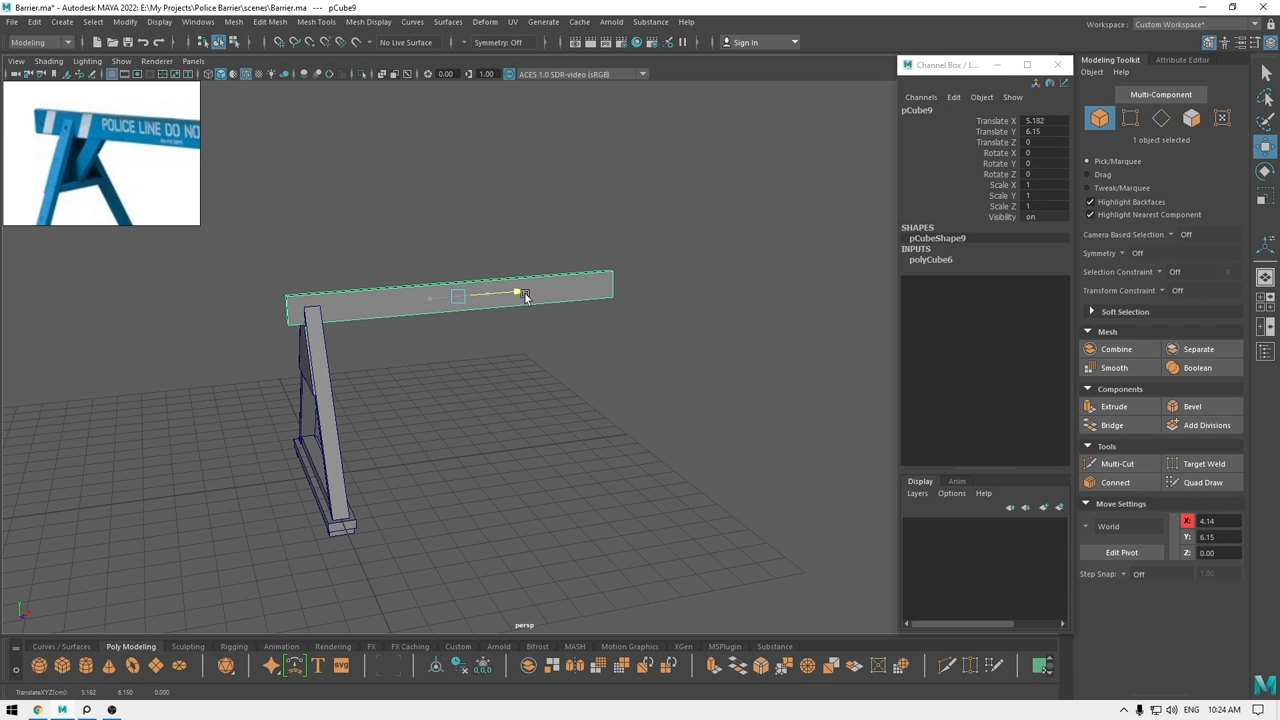 Barrier.ma* - Autodesk MAYA 2022: E:\My Projects\Police Barrier\scenes\Barrier.ma --- pCube9
File Edit Create Select Modify Display Windows Mesh Edit Mesh Mesh Tools Mesh Display Curves Surfaces Deform UV Generate Cache Arnold Substance Help
Workspace : Custom Workspace*
Modeling No Live Surface Symmetry: Off Sign In
View Shading Lighting Show Renderer Panels
0.00 1.00 ACES 1.0 SDR-video (sRGB)
POLICE LINE DO NO
persp
Channel Box / L...
Channels Edit Object Show
pCube9
Translate X 5.182
Translate Y 6.15
Translate Z 0
Rotate X 0
Rotate Y 0
Rotate Z 0
Scale X 1
Scale Y 1
Scale Z 1
Visibility on
SHAPES
pCubeShape9
INPUTS
polyCube6
Display Anim
Layers Options Help
Modeling Toolkit Attribute Editor
Object Help
Multi-Component
1 object selected
Pick/Marquee
Drag
Tweak/Marquee
Highlight Backfaces
Highlight Nearest Component
Camera Based Selection Off
Symmetry Off
Selection Constraint Off 0
Transform Constraint Off
Soft Selection
Mesh
Combine Separate
Smooth Boolean
Components
Extrude Bevel
Bridge Add Divisions
Tools
Multi-Cut Target Weld
Connect Quad Draw
Move Settings
World X: 4.14
Y: 6.15
Edit Pivot Z: 0.00
Step Snap: Off 1.00
Curves / Surfaces Poly Modeling Sculpting Rigging Animation Rendering FX FX Caching Custom Arnold Bifrost MASH Motion Graphics XGen MSPlugin Substance
TranslateXYZ(cm): 5.182 6.150 0.000
ENG 10:24 AM